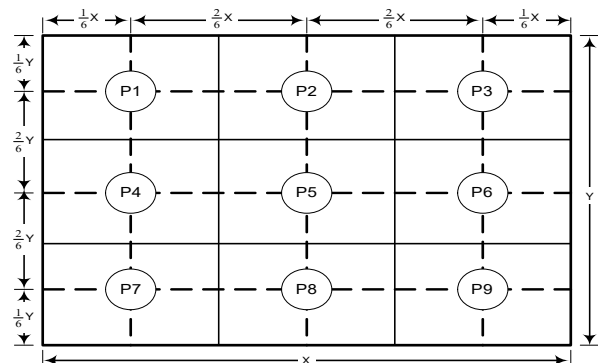 1/6 X 2/6 X 2/6 X 1/6 X
1/6 Y
P1 P2 P3
2/6 Y
P4 P5 P6
Y
2/6 Y
P7 P8 P9
1/6 Y
X